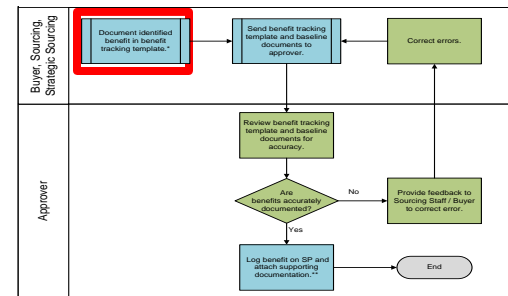 Buyer, Sourcing,
Strategic Sourcing
Document identified
benefit in benefit
tracking template.*
Send benefit tracking
template and baseline
documents to
approver.
Correct errors.
Approver
Review benefit tracking
template and baseline
documents for
accuracy.
Are
benefits accurately
documented?
No
Provide feedback to
Sourcing Staff / Buyer
to correct error.
Yes
Log benefit on SP and
attach supporting
documentation.**
End